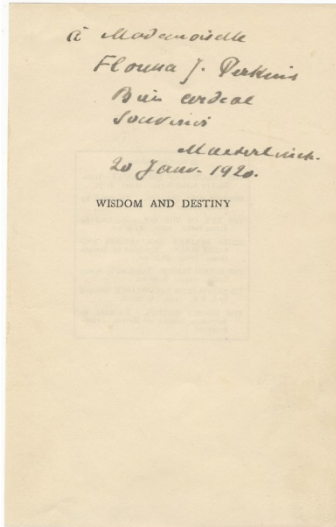 à Mademoiselle
Florence J. Perkins
Bien cordial
Souvenir
Maeterlinck.
20 Janv. 1920.
WISDOM AND DESTINY